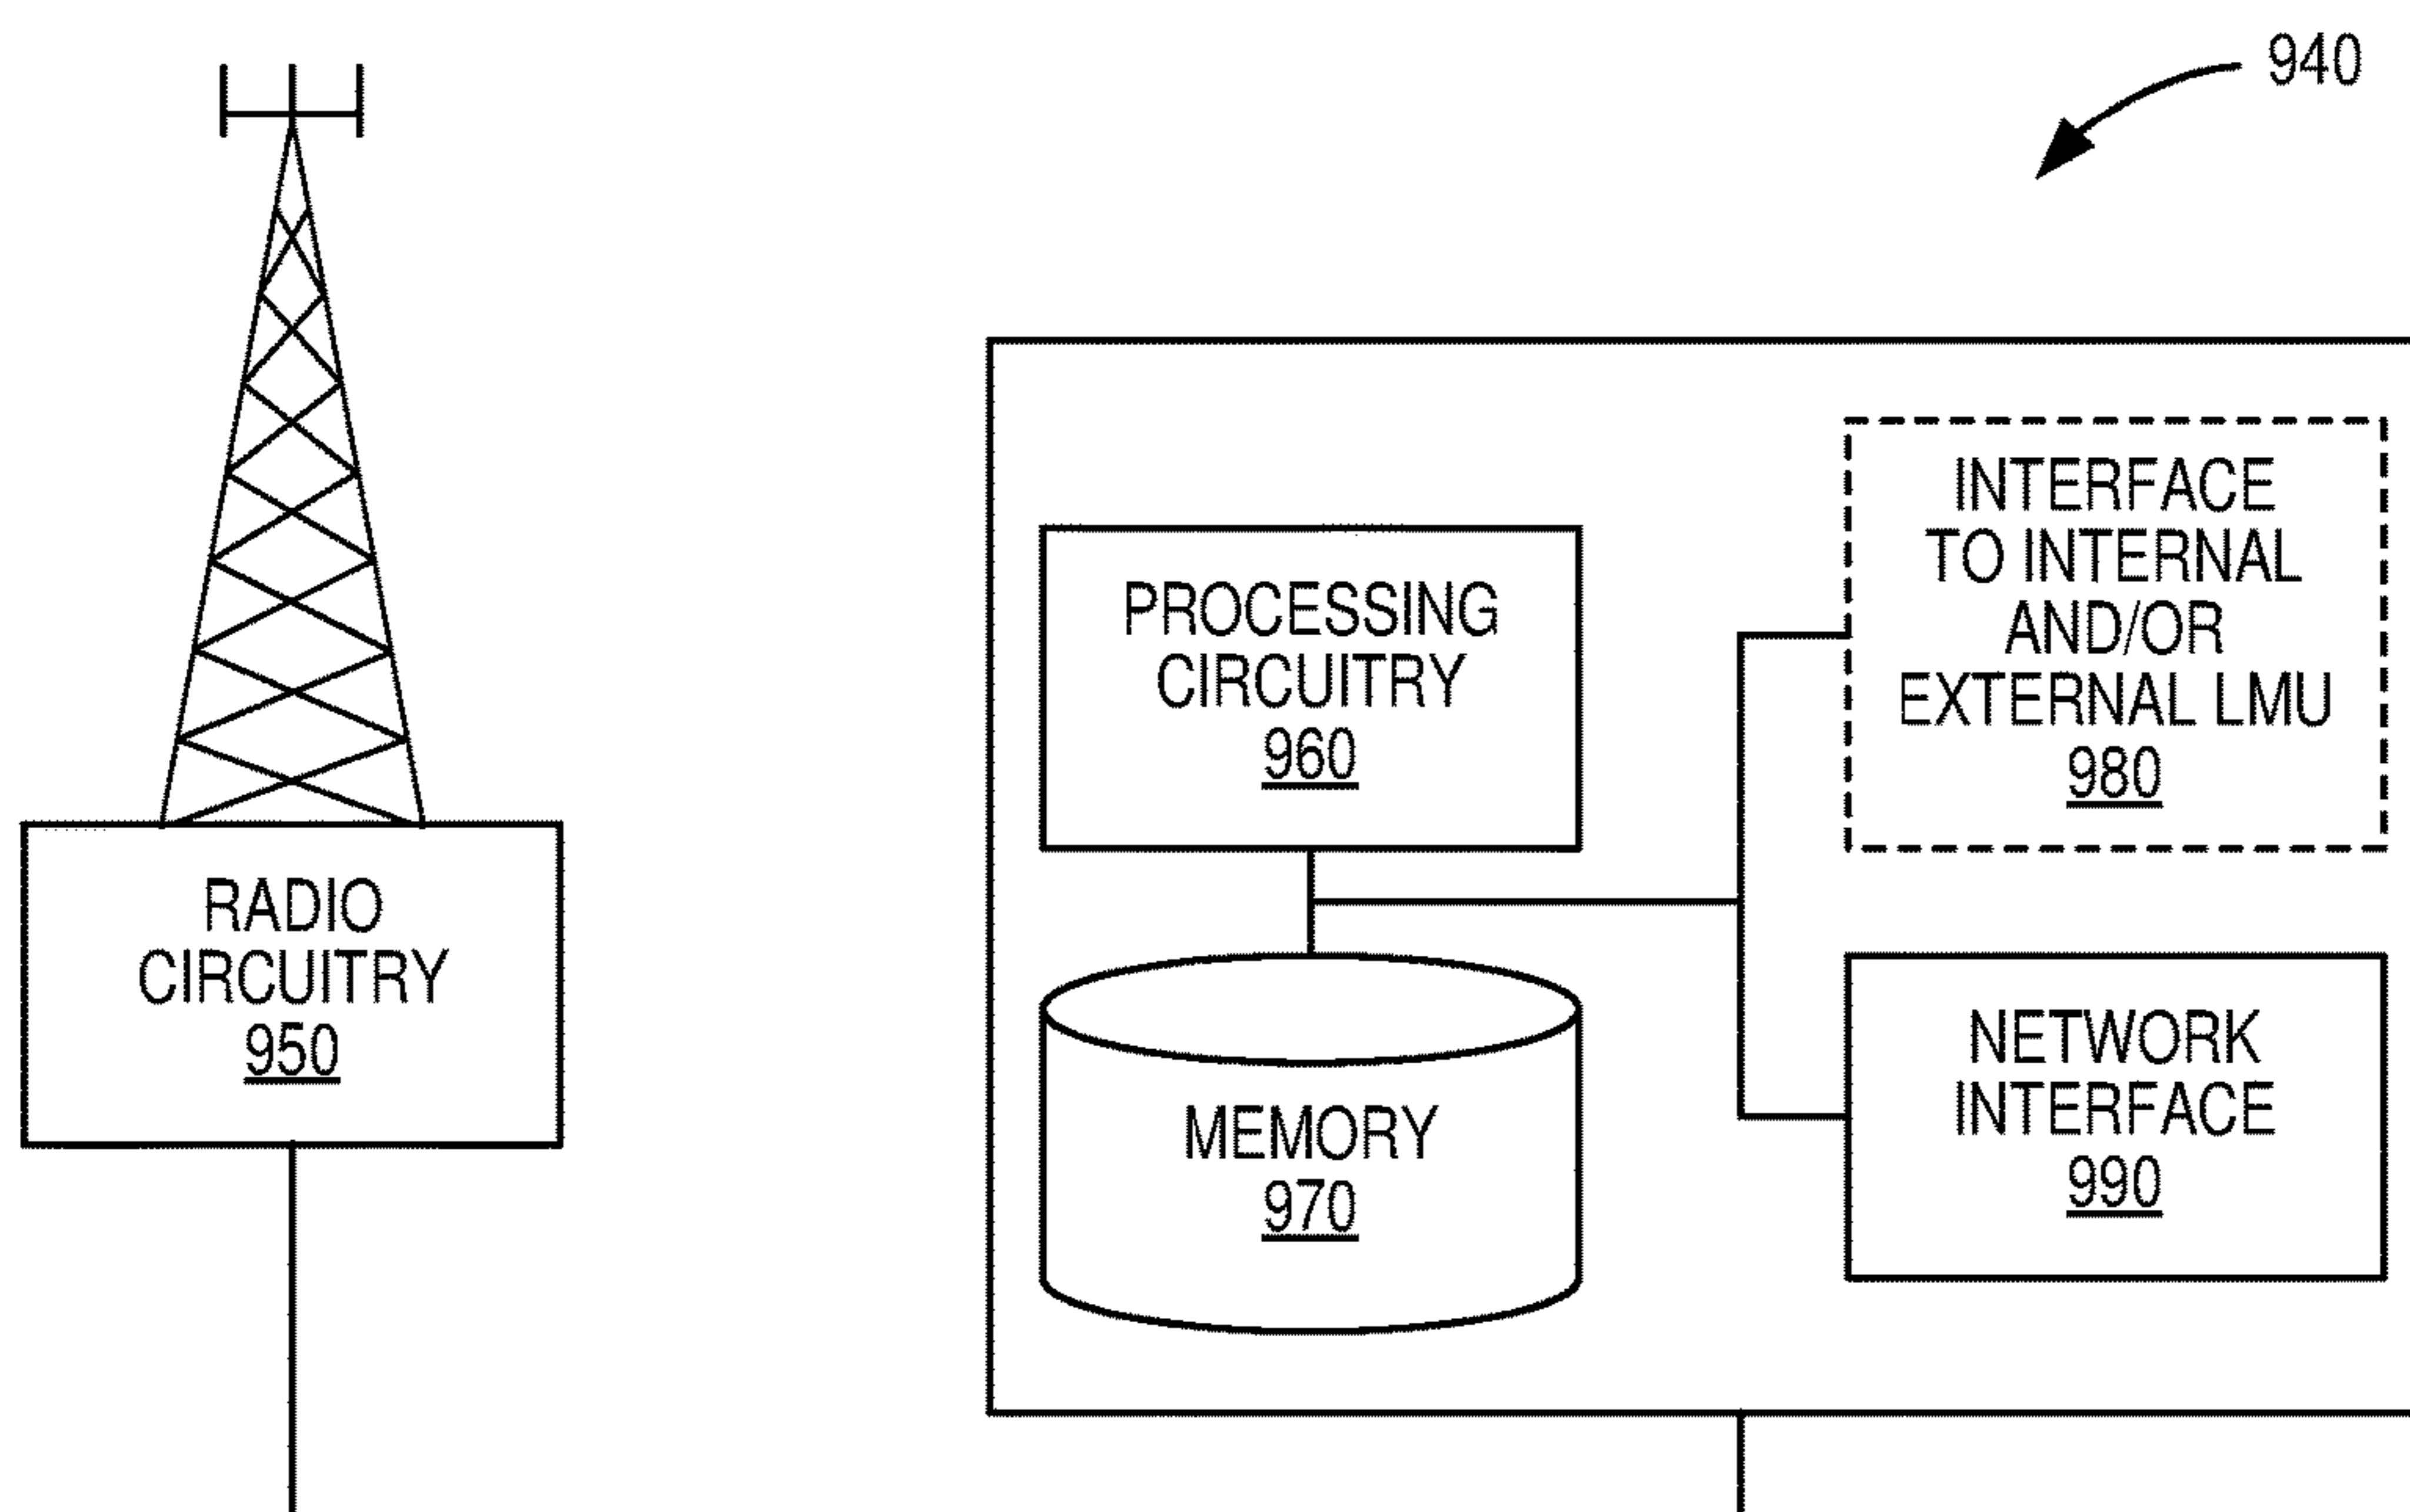 940
RADIO
CIRCUITRY
950
PROCESSING
CIRCUITRY
960
MEMORY
970
INTERFACE
TO INTERNAL
AND/OR
EXTERNAL LMU
980
NETWORK
INTERFACE
990